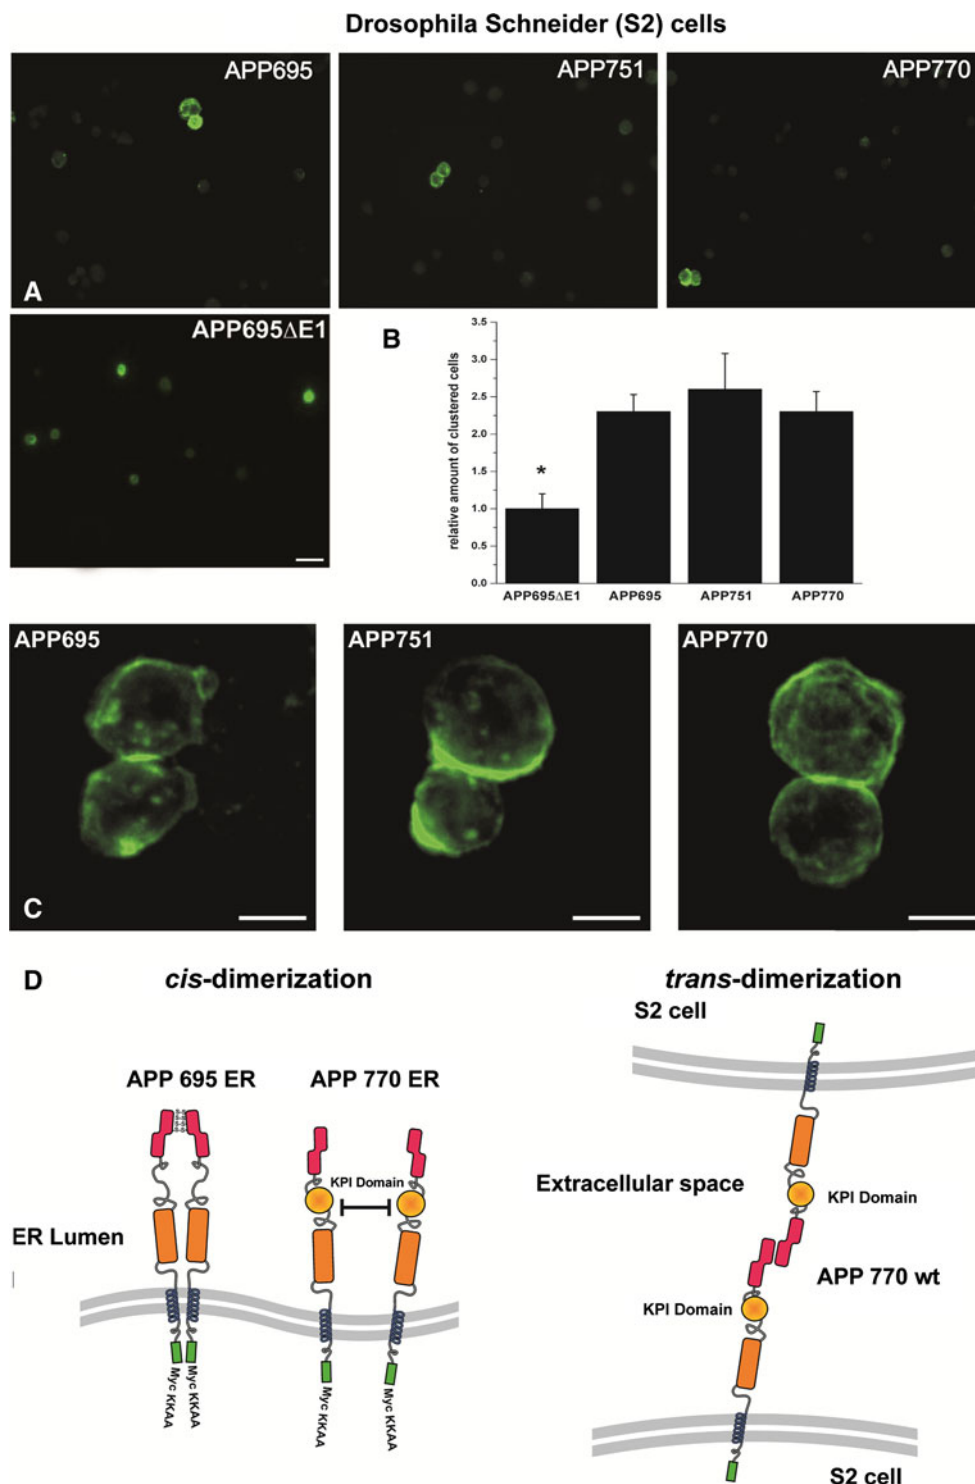 Drosophila Schneider (S2) cells
APP695
APP751
APP770
A
APP695ΔE1
B
relative amount of clustered cells
3.5
3.0
2.5
2.0
1.5
1.0
0.5
0.0
*
APP695ΔE1
APP695
APP751
APP770
APP695
APP751
APP770
C
D
cis-dimerization
trans-dimerization
S2 cell
APP 695 ER
APP 770 ER
KPI Domain
Extracellular space
KPI Domain
ER Lumen
APP 770 wt
KPI Domain
Myc KKAA
Myc KKAA
Myc KKAA
Myc KKAA
S2 cell